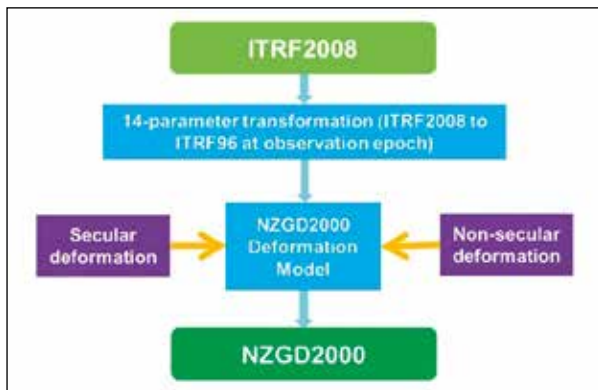 ITRF2008
14-parameter transformation (ITRF2008 to
ITRF96 at observation epoch)
Secular
deformation
NZGD2000
Deformation
Model
Non-secular
deformation
NZGD2000